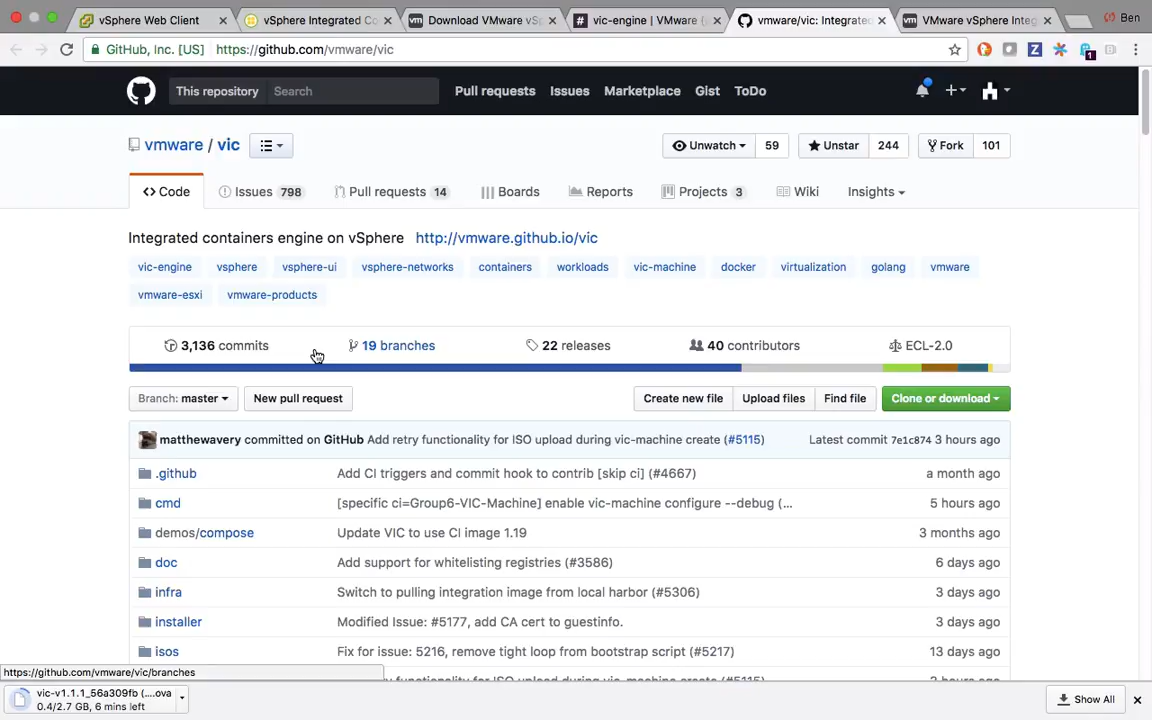 vSphere Web Client
vSphere Integrated Co
Download VMware vS
vic-engine | VMware (
vmware/vic: Integrated
VMware vSphere Integ
Ben
GitHub, Inc. [US] https://github.com/vmware/vic
1
This repository Search Pull requests Issues Marketplace Gist ToDo
vmware / vic
Unwatch 59 Unstar 244 Fork 101
Code Issues 798 Pull requests 14 Boards Reports Projects 3 Wiki Insights
Integrated containers engine on vSphere http://vmware.github.io/vic
vic-engine vsphere vsphere-ui vsphere-networks containers workloads vic-machine docker virtualization golang vmware
vmware-esxi vmware-products
3,136 commits 19 branches 22 releases 40 contributors ECL-2.0
Branch: master New pull request Create new file Upload files Find file Clone or download
matthewavery committed on GitHub Add retry functionality for ISO upload during vic-machine create (#5115) Latest commit 7e1c874 3 hours ago
.github Add CI triggers and commit hook to contrib [skip ci] (#4667) a month ago
cmd [specific ci=Group6-VIC-Machine] enable vic-machine configure --debug (... 5 hours ago
demos/compose Update VIC to use CI image 1.19 3 months ago
doc Add support for whitelisting registries (#3586) 6 days ago
infra Switch to pulling integration image from local harbor (#5306) 3 days ago
installer Modified Issue: #5177, add CA cert to guestinfo. 3 days ago
isos Fix for issue: 5216, remove tight loop from bootstrap script (#5217) 13 days ago
https://github.com/vmware/vic/branches
vic-v1.1.1_56a309fb (....ova
0.4/2.7 GB, 6 mins left
Show All